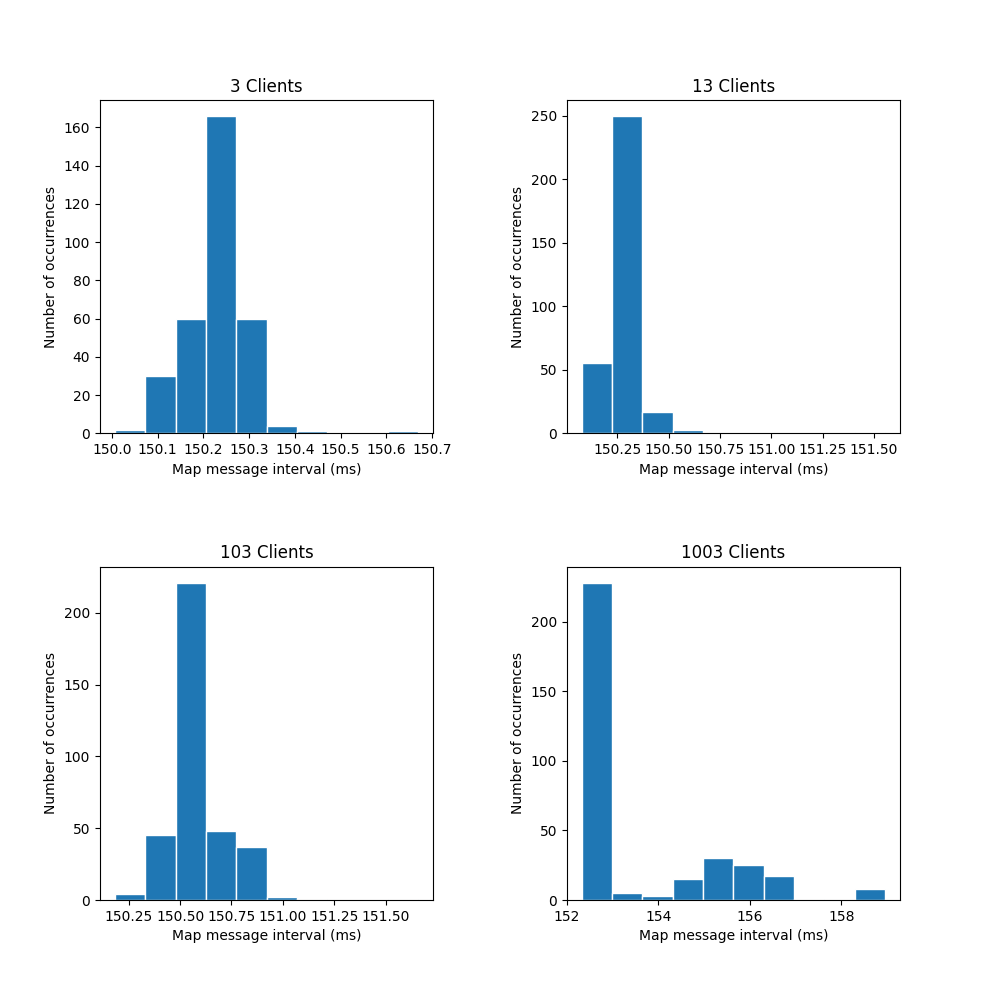 3 Clients
160
140
120
100
80
60
40
20
0
Number of occurrences
150.0 150.1 150.2 150.3 150.4 150.5 150.6 150.7
Map message interval (ms)
13 Clients
250
200
150
100
50
0
Number of occurrences
150.25 150.50 150.75 151.00 151.25 151.50
Map message interval (ms)
103 Clients
200
150
100
50
0
Number of occurrences
150.25 150.50 150.75 151.00 151.25 151.50
Map message interval (ms)
1003 Clients
200
150
100
50
0
Number of occurrences
152 154 156 158
Map message interval (ms)